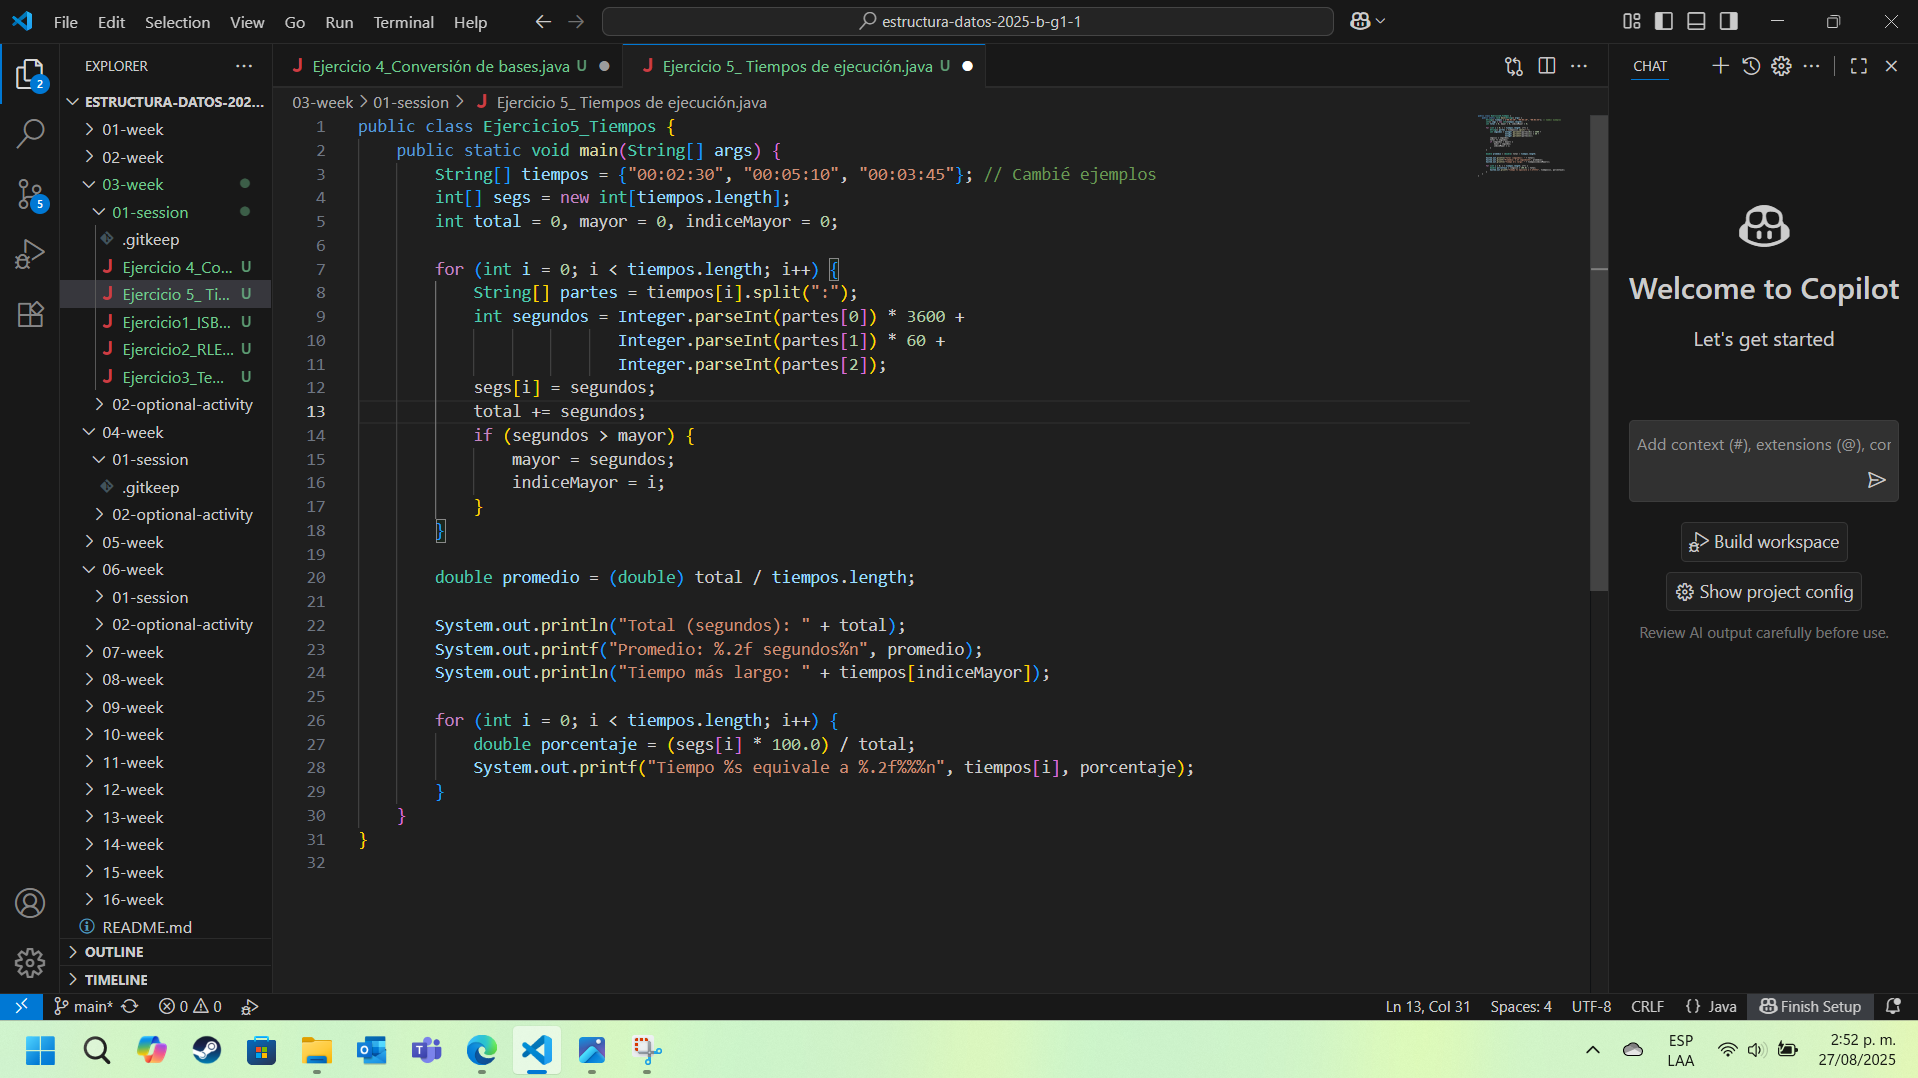 File Edit Selection View Go Run Terminal Help
estructura-datos-2025-b-g1-1
EXPLORER
ESTRUCTURA-DATOS-202...
01-week
02-week
03-week
01-session
.gitkeep
Ejercicio 4_Co... U
Ejercicio 5_ Ti... U
Ejercicio1_ISB... U
Ejercicio2_RLE... U
Ejercicio3_Te... U
02-optional-activity
04-week
01-session
.gitkeep
02-optional-activity
05-week
06-week
01-session
02-optional-activity
07-week
08-week
09-week
10-week
11-week
12-week
13-week
14-week
15-week
16-week
README.md
OUTLINE
TIMELINE
2
5
Ejercicio 4_Conversión de bases.java U
Ejercicio 5_ Tiempos de ejecución.java U
03-week > 01-session > Ejercicio 5_ Tiempos de ejecución.java
1 public class Ejercicio5_Tiempos {
2 public static void main(String[] args) {
3 String[] tiempos = {"00:02:30", "00:05:10", "00:03:45"}; // Cambié ejemplos
4 int[] segs = new int[tiempos.length];
5 int total = 0, mayor = 0, indiceMayor = 0;
6
7 for (int i = 0; i < tiempos.length; i++) {
8 String[] partes = tiempos[i].split(":");
9 int segundos = Integer.parseInt(partes[0]) * 3600 +
10 Integer.parseInt(partes[1]) * 60 +
11 Integer.parseInt(partes[2]);
12 segs[i] = segundos;
13 total += segundos;
14 if (segundos > mayor) {
15 mayor = segundos;
16 indiceMayor = i;
17 }
18 }
19
20 double promedio = (double) total / tiempos.length;
21
22 System.out.println("Total (segundos): " + total);
23 System.out.printf("Promedio: %.2f segundos%n", promedio);
24 System.out.println("Tiempo más largo: " + tiempos[indiceMayor]);
25
26 for (int i = 0; i < tiempos.length; i++) {
27 double porcentaje = (segs[i] * 100.0) / total;
28 System.out.printf("Tiempo %s equivale a %.2f%%%n", tiempos[i], porcentaje);
29 }
30 }
31 }
32
CHAT
Welcome to Copilot
Let's get started
Add context (#), extensions (@), cor
Build workspace
Show project config
Review AI output carefully before use.
main* 0 0
Ln 13, Col 31 Spaces: 4 UTF-8 CRLF {} Java Finish Setup
ESP
LAA
2:52 p. m.
27/08/2025